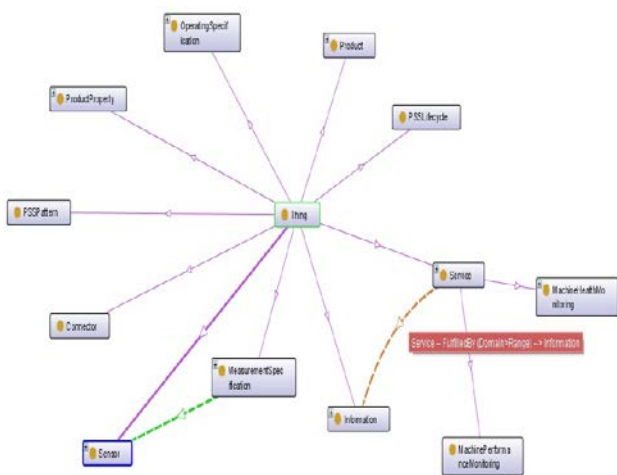 OperatingSpecif
ication
Product
ProductProperty
PSSLifecycle
PSSPattern
Thing
Service
MachineHealthMo
nitoring
Connector
Service -- FulfilledBy (Domain>Range) --> Information
MeasurementSpec
ification
Information
Sensor
MachinePerforma
nceMonitoring